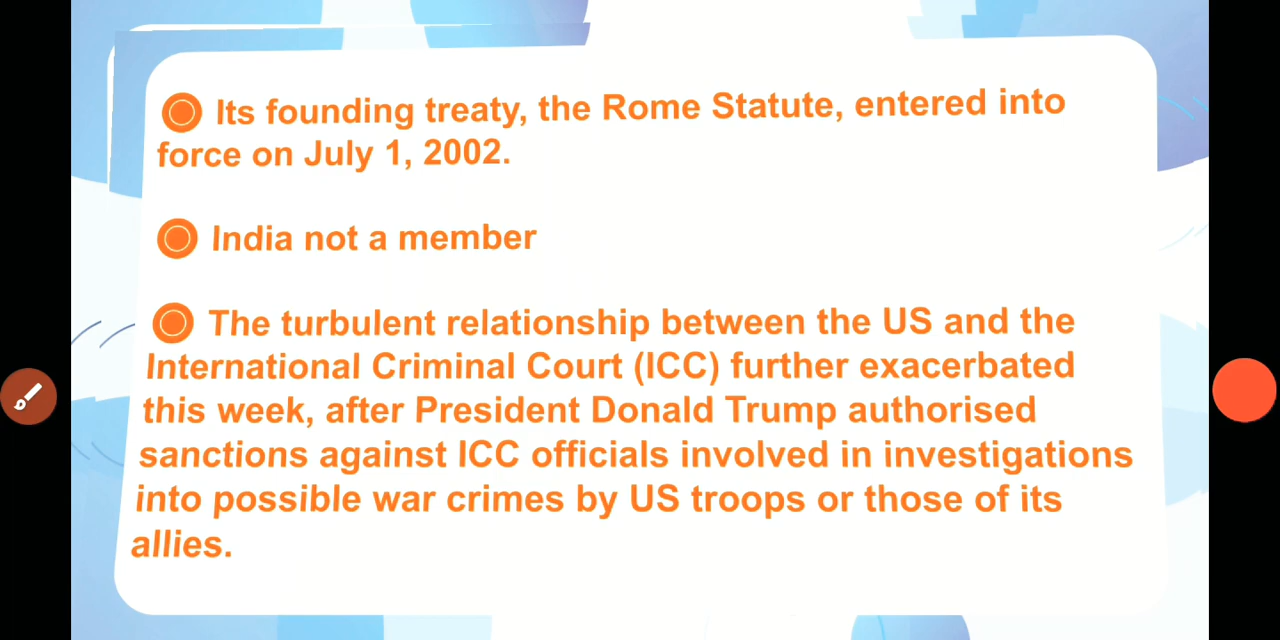 Its founding treaty, the Rome Statute, entered into
force on July 1, 2002.
India not a member
The turbulent relationship between the US and the
International Criminal Court (ICC) further exacerbated
this week, after President Donald Trump authorised
sanctions against ICC officials involved in investigations
into possible war crimes by US troops or those of its
allies.